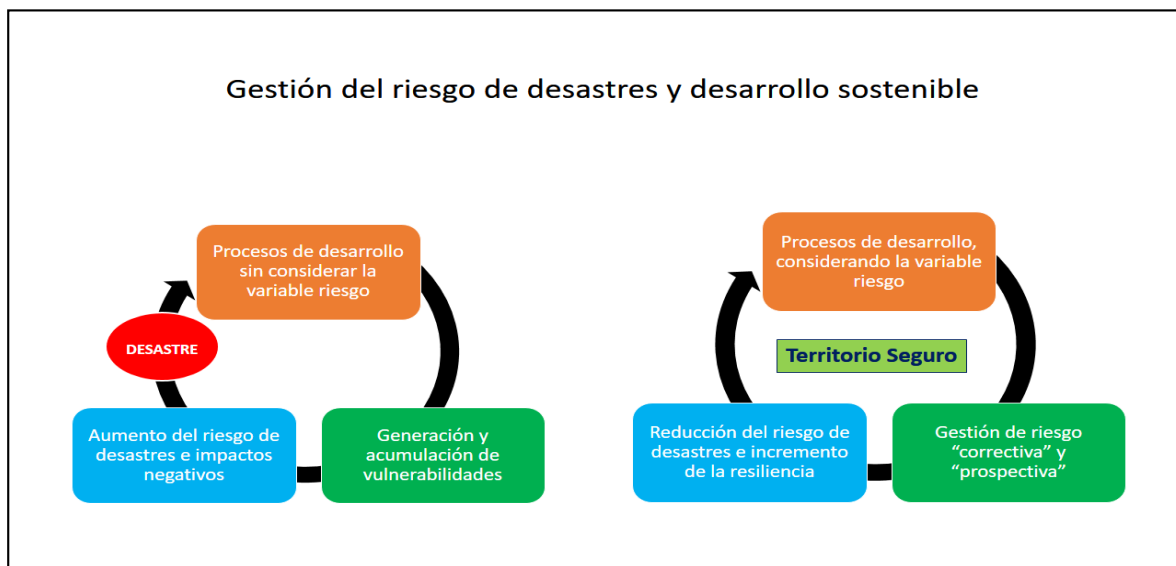 Gestión del riesgo de desastres y desarrollo sostenible
Procesos de desarrollo
sin considerar la
variable riesgo
DESASTRE
Aumento del riesgo de
desastres e impactos
negativos
Generación y
acumulación de
vulnerabilidades
Procesos de desarrollo,
considerando la variable
riesgo
Territorio Seguro
Reducción del riesgo de
desastres e incremento
de la resiliencia
Gestión de riesgo
“correctiva” y
“prospectiva”